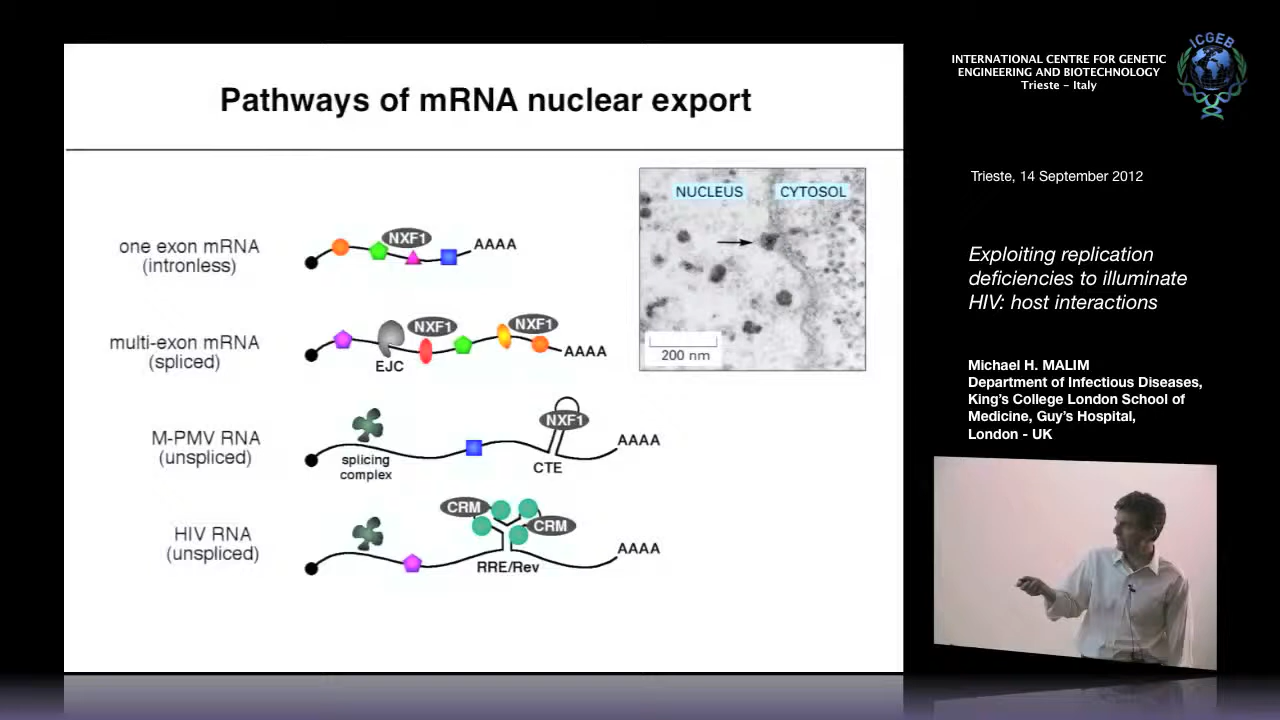 Pathways of mRNA nuclear export
one exon mRNA
(intronless)
NXF1
AAAA
multi-exon mRNA
(spliced)
EJC
NXF1
NXF1
AAAA
M-PMV RNA
(unspliced)
splicing
complex
NXF1
CTE
AAAA
HIV RNA
(unspliced)
CRM
CRM
RRE/Rev
AAAA
NUCLEUS
CYTOSOL
200 nm
INTERNATIONAL CENTRE FOR GENETIC
ENGINEERING AND BIOTECHNOLOGY
Trieste – Italy
ICGEB
Trieste, 14 September 2012
Exploiting replication
deficiencies to illuminate
HIV: host interactions
Michael H. MALIM
Department of Infectious Diseases,
King's College London School of
Medicine, Guy's Hospital,
London - UK